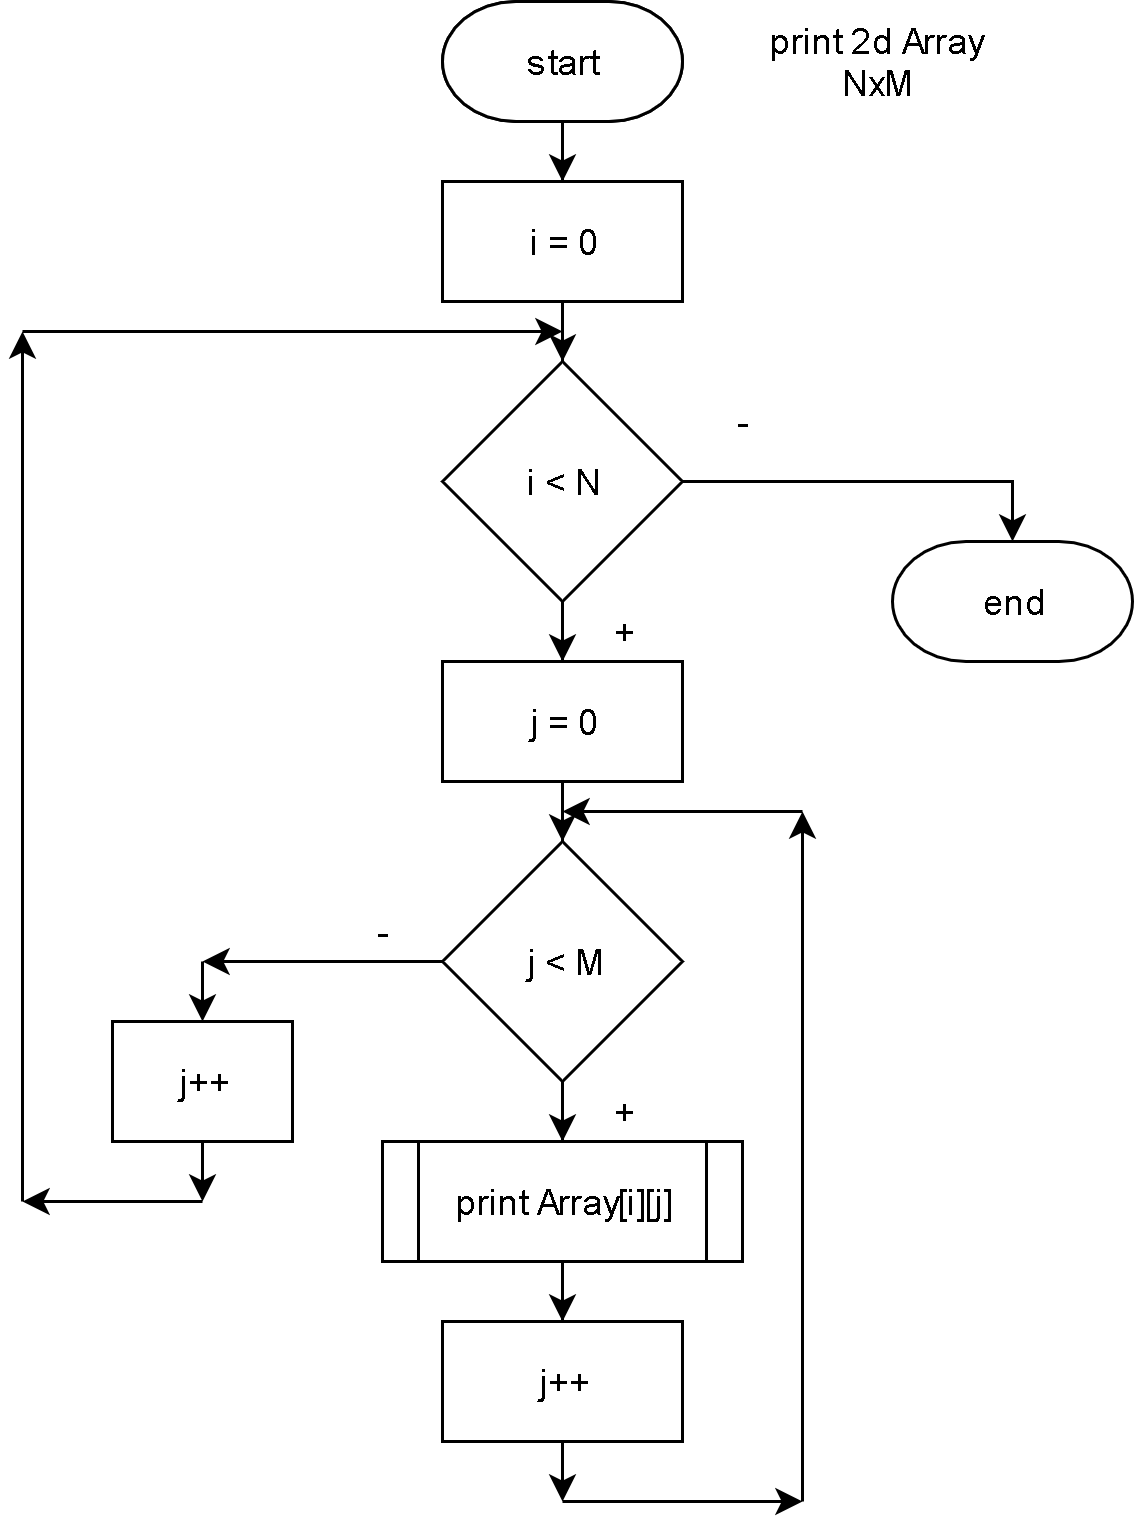 start
print 2d Array
NxM
i = 0
-
i < N
end
+
j = 0
-
j < M
j++
+
print Array[i][j]
j++